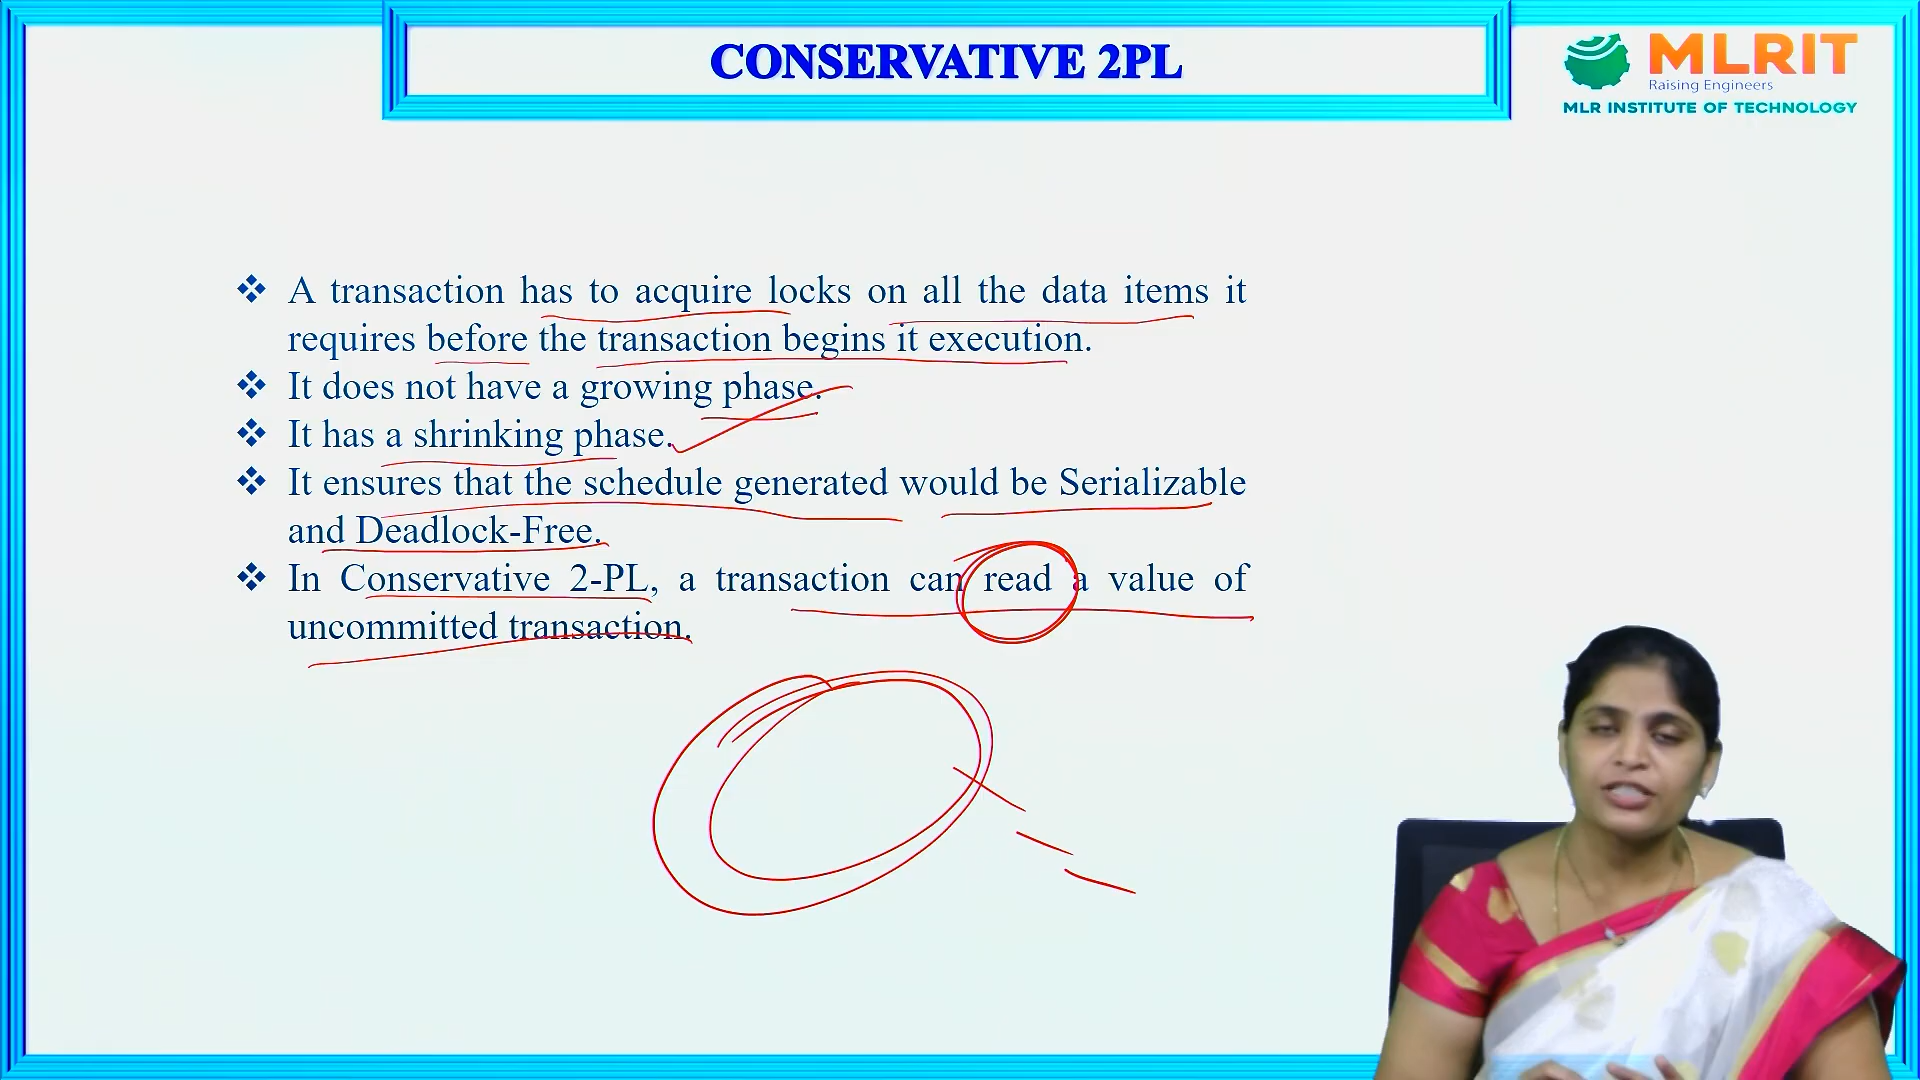 CONSERVATIVE 2PL
MLRIT
Raising Engineers
MLR INSTITUTE OF TECHNOLOGY
❖ A transaction has to acquire locks on all the data items it
requires before the transaction begins it execution.
❖ It does not have a growing phase.
❖ It has a shrinking phase.
❖ It ensures that the schedule generated would be Serializable
and Deadlock-Free.
❖ In Conservative 2-PL, a transaction can read a value of
uncommitted transaction.